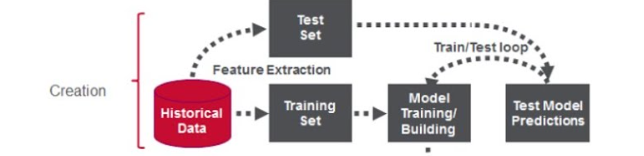 Test
Set
Train/Test loop
Feature Extraction
Creation
Historical
Data
Training
Set
Model
Training/
Building
Test Model
Predictions